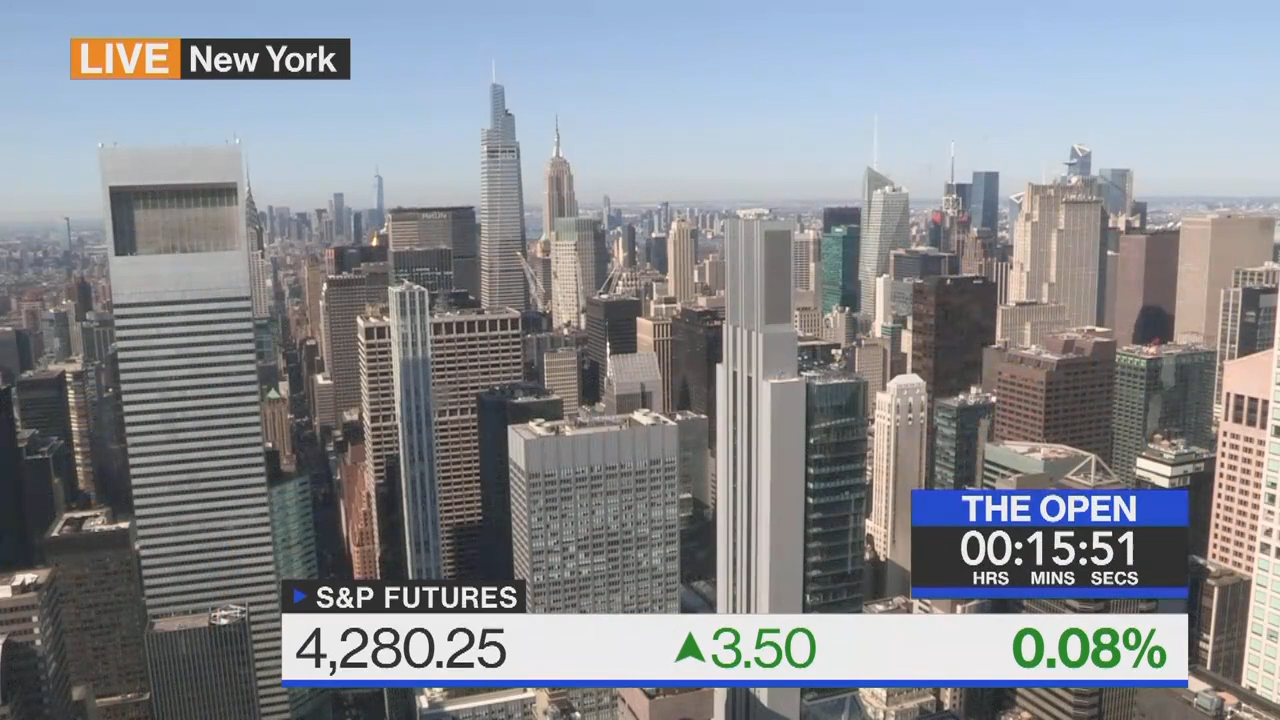 LIVE New York
MetLife
THE OPEN
00:15:51
HRS MINS SECS
S&P FUTURES
4,280.25 ▲3.50 0.08%